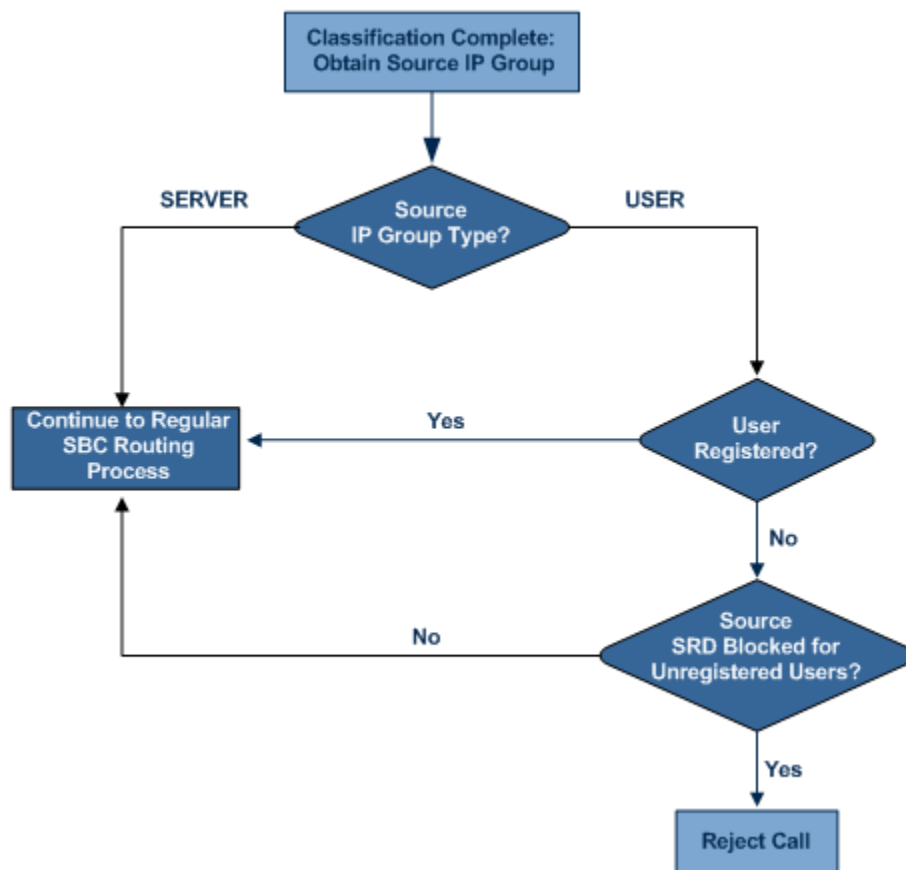 Classification Complete:
Obtain Source IP Group
SERVER
USER
Source
IP Group Type?
Continue to Regular
SBC Routing
Process
Yes
User
Registered?
No
Source
SRD Blocked for
Unregistered Users?
No
Yes
Reject Call